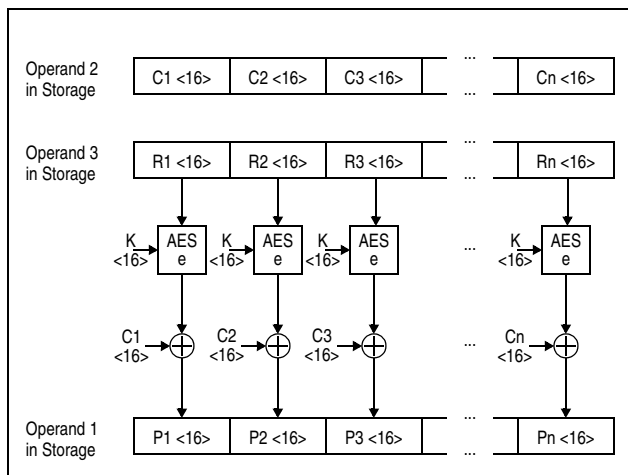 Operand 2
in Storage
C1 <16> C2 <16> C3 <16> ... ... Cn <16>
Operand 3
in Storage
R1 <16> R2 <16> R3 <16> ... ... Rn <16>
K
<16>
AES
e
K
<16>
AES
e
K
<16>
AES
e
...
K
<16>
AES
e
C1
<16>
C2
<16>
C3
<16>
...
Cn
<16>
Operand 1
in Storage
P1 <16> P2 <16> P3 <16> ... ... Pn <16>